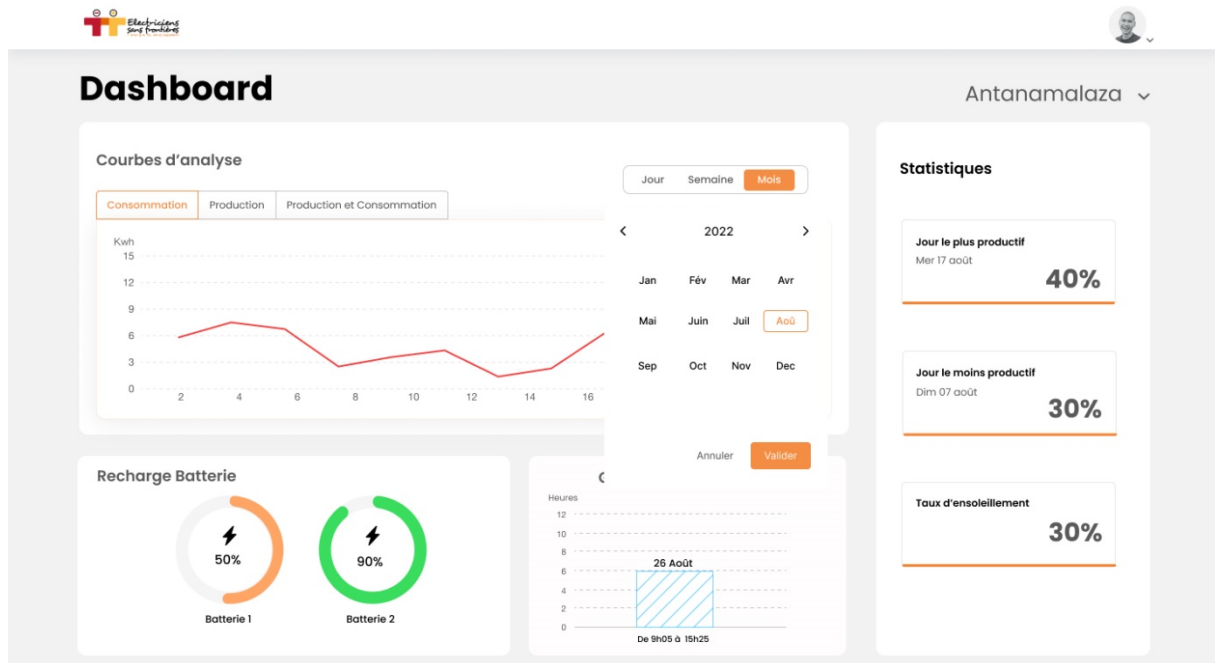 Electriciens
sans frontières
Dashboard
Antanamalaza
Courbes d'analyse
Jour Semaine Mois
Consommation Production Production et Consommation
Kwh
15
12
9
6
3
0
2 4 6 8 10 12 14 16
2022
Jan Fév Mar Avr
Mai Juin Juil Aoû
Sep Oct Nov Dec
Annuler Valider
Statistiques
Jour le plus productif
Mer 17 août
40%
Jour le moins productif
Dim 07 août
30%
Taux d'ensoleillement
30%
Recharge Batterie
50%
90%
Batterie 1
Batterie 2
Heures
12
10
8
6
4
2
0
26 Août
De 9h05 à 15h25